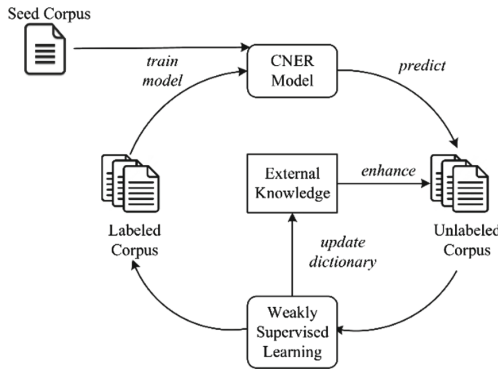 Seed Corpus
train
model
CNER
Model
predict
Labeled
Corpus
External
Knowledge
enhance
Unlabeled
Corpus
update
dictionary
Weakly
Supervised
Learning